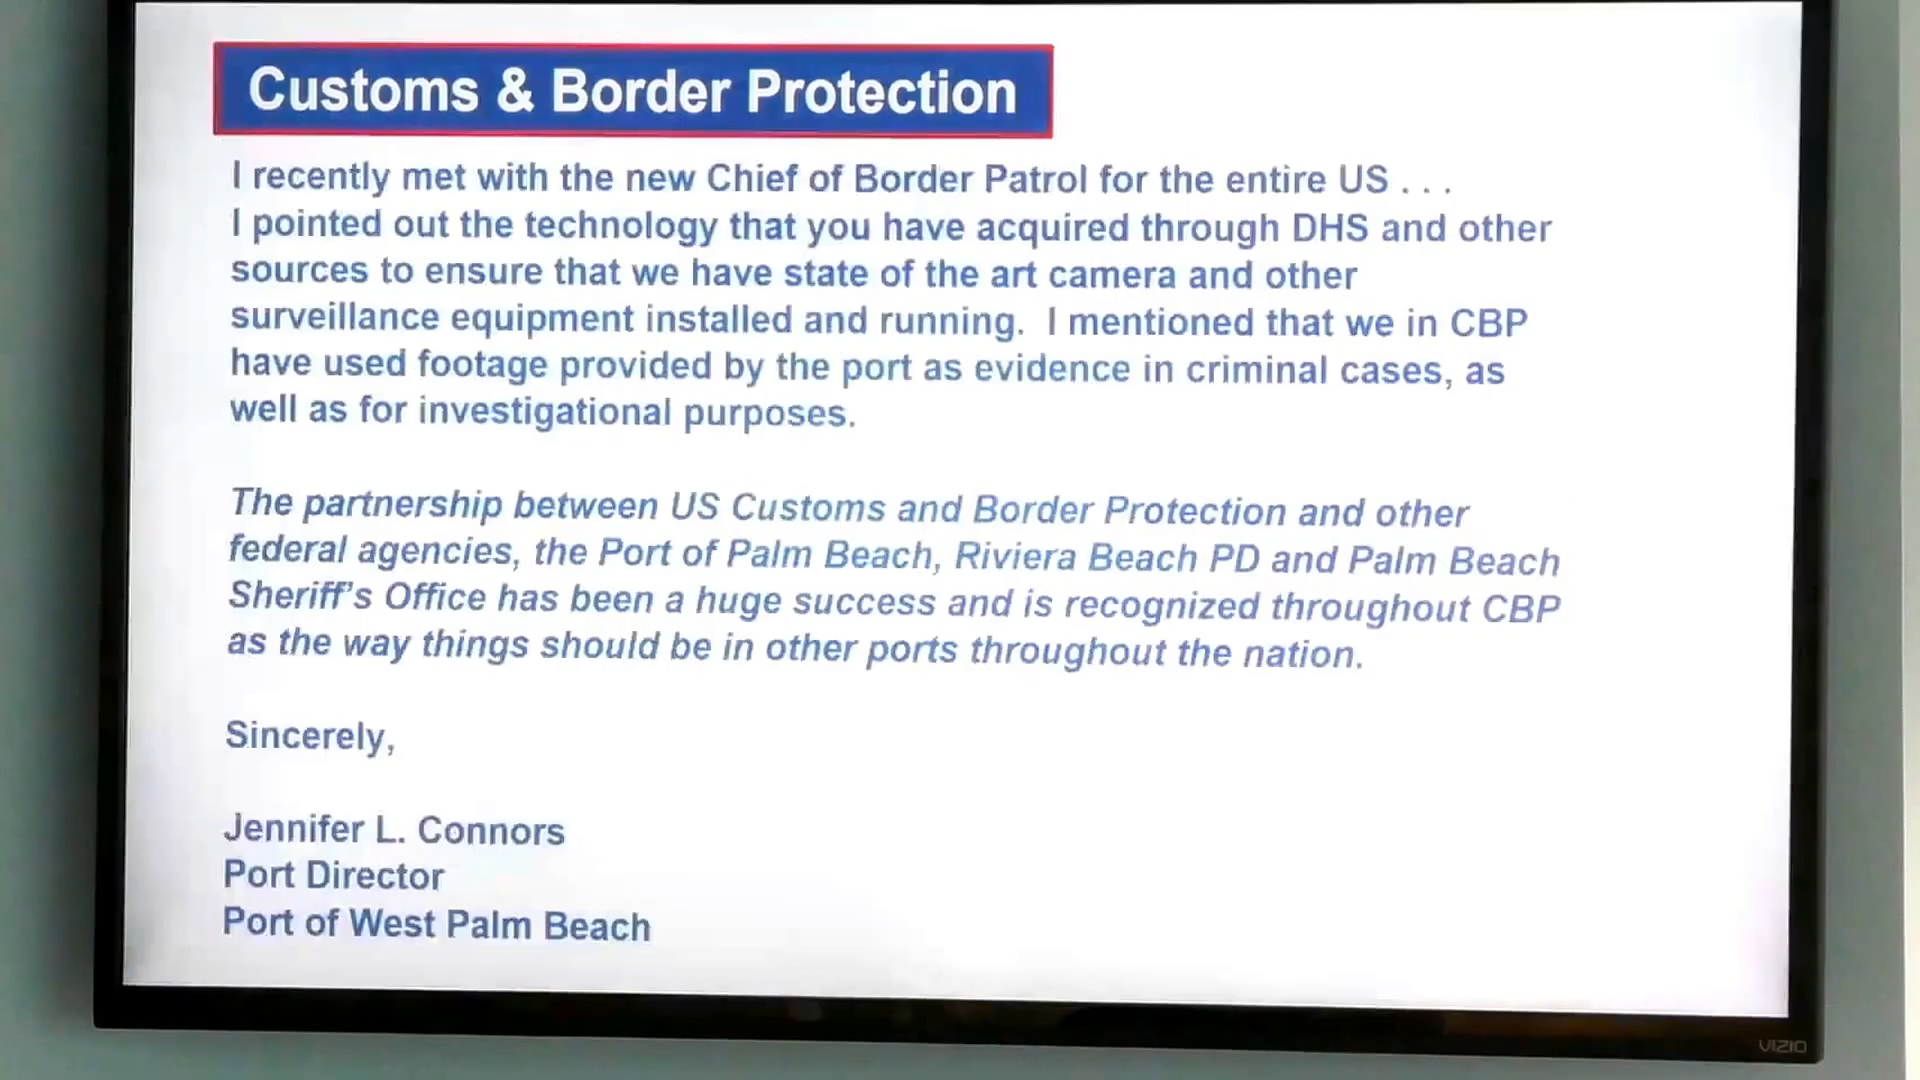 Customs & Border Protection
I recently met with the new Chief of Border Patrol for the entire US . . .
I pointed out the technology that you have acquired through DHS and other
sources to ensure that we have state of the art camera and other
surveillance equipment installed and running.  I mentioned that we in CBP
have used footage provided by the port as evidence in criminal cases, as
well as for investigational purposes.
The partnership between US Customs and Border Protection and other
federal agencies, the Port of Palm Beach, Riviera Beach PD and Palm Beach
Sheriff's Office has been a huge success and is recognized throughout CBP
as the way things should be in other ports throughout the nation.
Sincerely,
Jennifer L. Connors
Port Director
Port of West Palm Beach
VIZIO